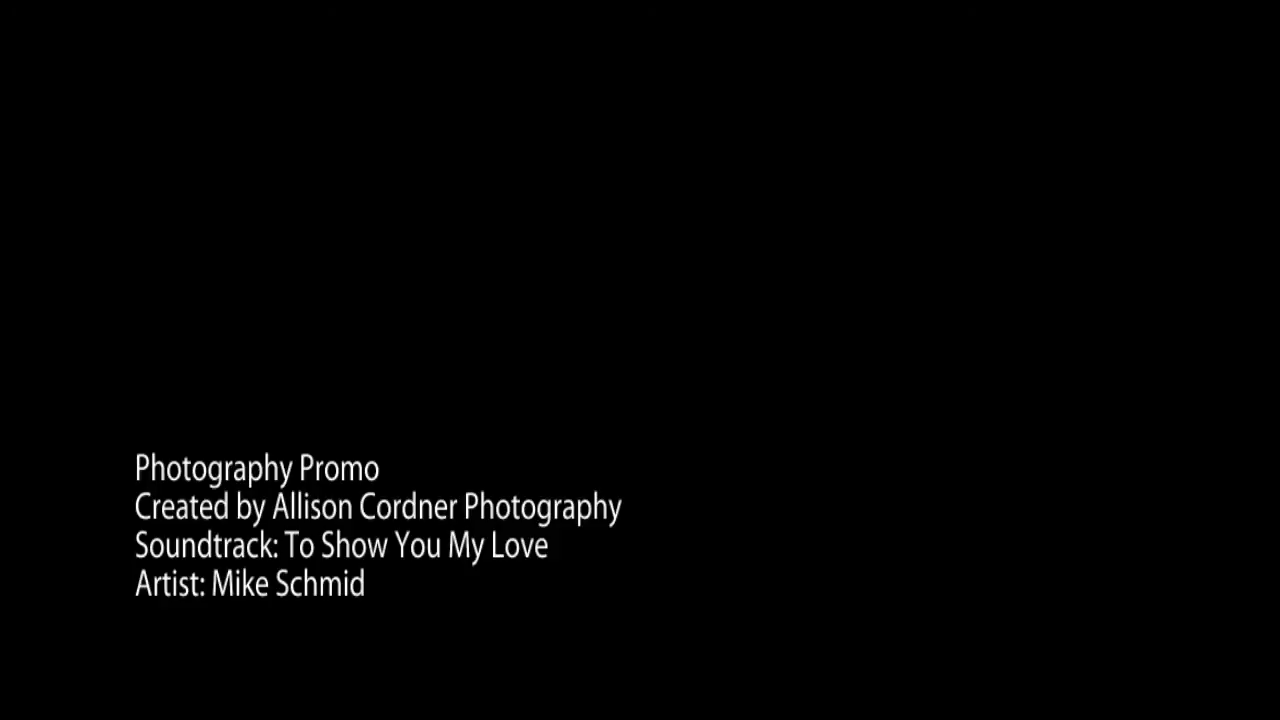 Photography Promo
Created by Allison Cordner Photography
Soundtrack: To Show You My Love
Artist: Mike Schmid